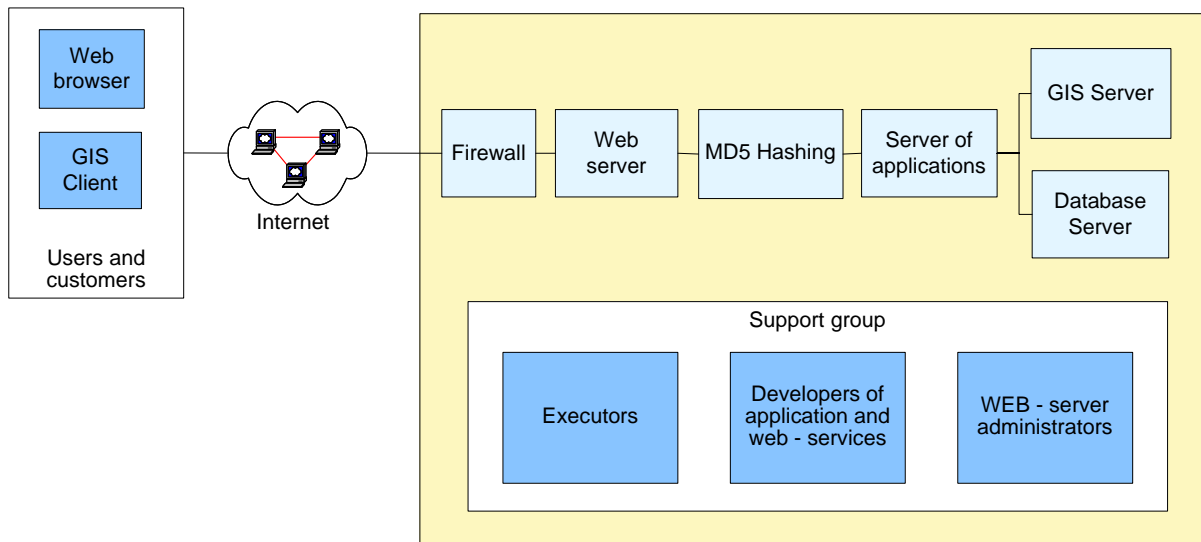 Web
browser
GIS
Client
Users and
customers
Internet
Firewall
Web
server
MD5 Hashing
Server of
applications
GIS Server
Database
Server
Support group
Executors
Developers of
application and
web - services
WEB - server
administrators